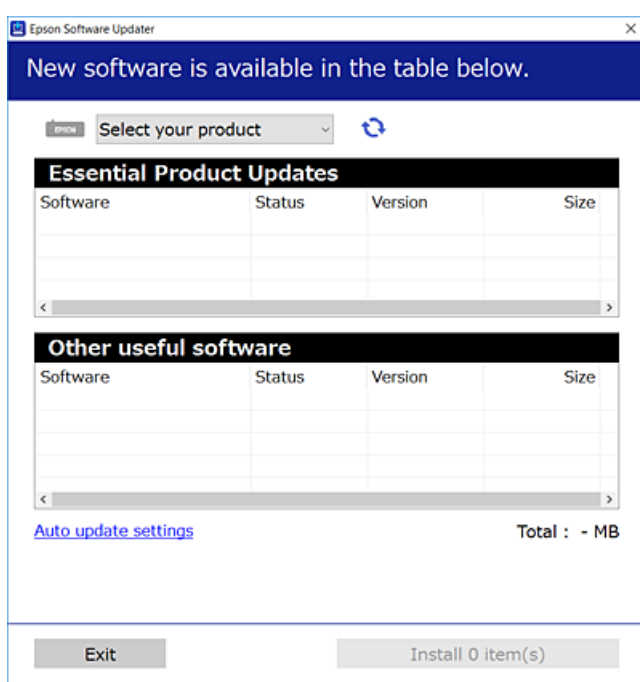 Epson Software Updater
New software is available in the table below.
EPSON Select your product
Essential Product Updates
Software Status Version Size
Other useful software
Software Status Version Size
Auto update settings Total : - MB
Exit Install 0 item(s)